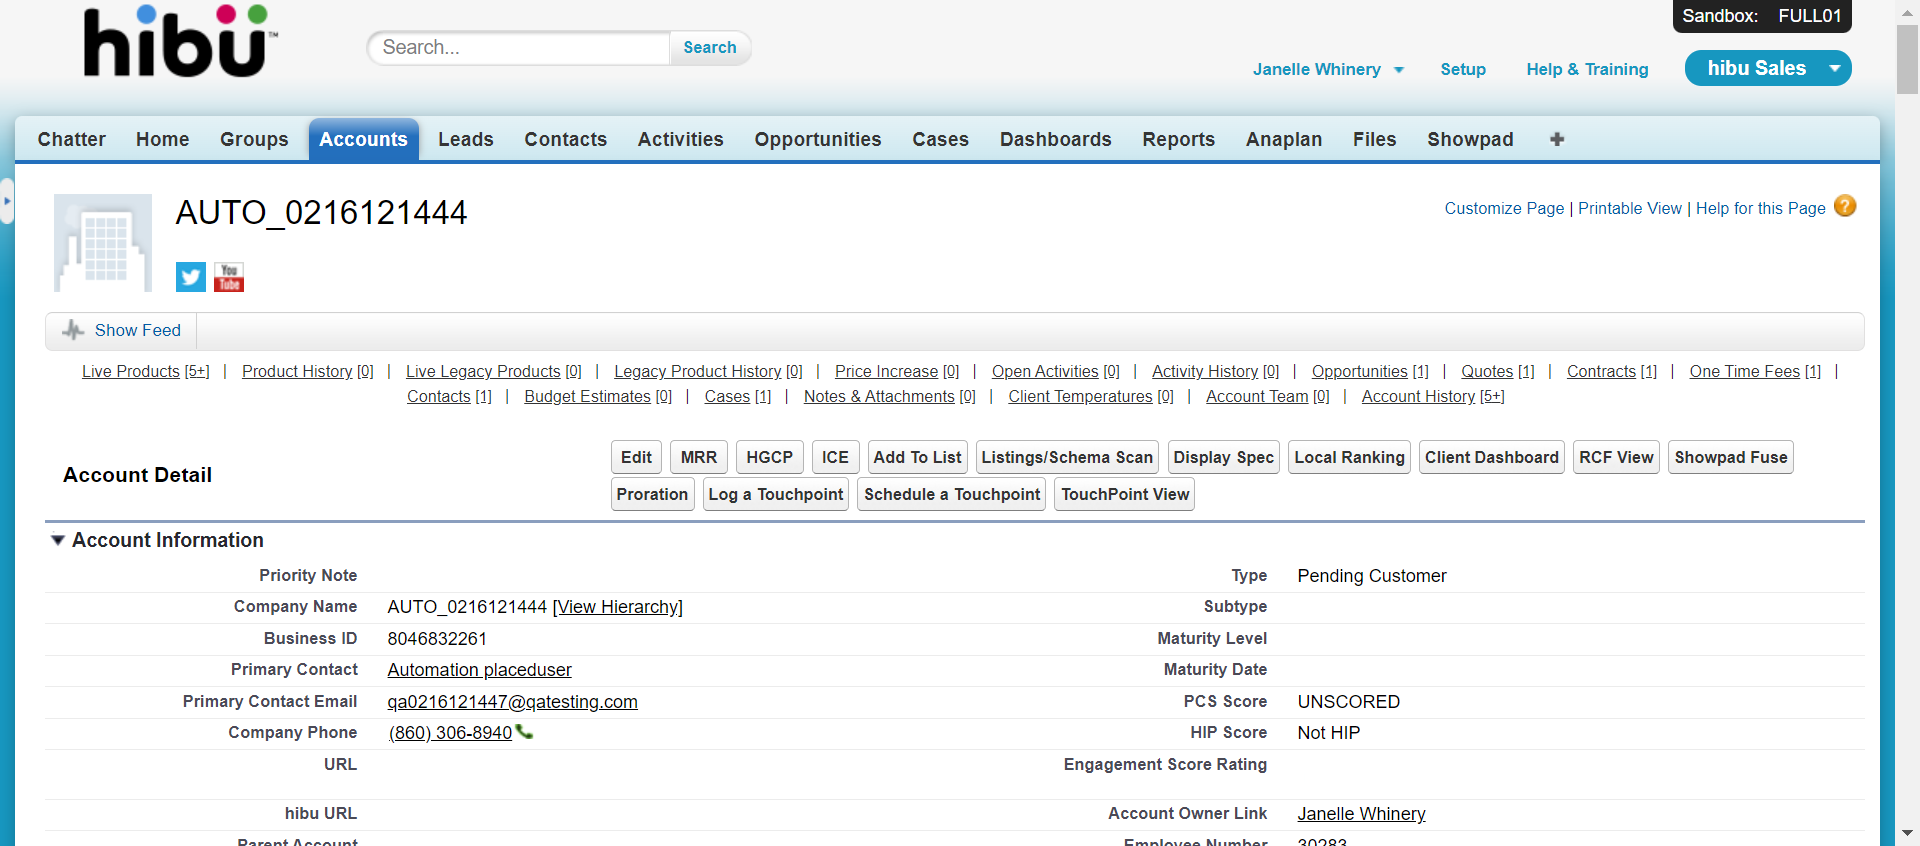 hibu™
Search...
Search
Sandbox: FULL01
Janelle Whinery
Setup
Help & Training
hibu Sales
Chatter Home Groups Accounts Leads Contacts Activities Opportunities Cases Dashboards Reports Anaplan Files Showpad
AUTO_0216121444
Customize Page | Printable View | Help for this Page ?
You
Tube
Show Feed
Live Products [5+] | Product History [0] | Live Legacy Products [0] | Legacy Product History [0] | Price Increase [0] | Open Activities [0] | Activity History [0] | Opportunities [1] | Quotes [1] | Contracts [1] | One Time Fees [1] |
Contacts [1] | Budget Estimates [0] | Cases [1] | Notes & Attachments [0] | Client Temperatures [0] | Account Team [0] | Account History [5+]
Account Detail
Edit MRR HGCP ICE Add To List Listings/Schema Scan Display Spec Local Ranking Client Dashboard RCF View Showpad Fuse
Proration Log a Touchpoint Schedule a Touchpoint TouchPoint View
Account Information
Priority Note
Type Pending Customer
Company Name AUTO_0216121444 [View Hierarchy]
Subtype
Business ID 8046832261
Maturity Level
Primary Contact Automation placeduser
Maturity Date
Primary Contact Email qa0216121447@qatesting.com
PCS Score UNSCORED
Company Phone (860) 306-8940
HIP Score Not HIP
URL
Engagement Score Rating
hibu URL
Account Owner Link Janelle Whinery
Parent Account
Employee Number 30283